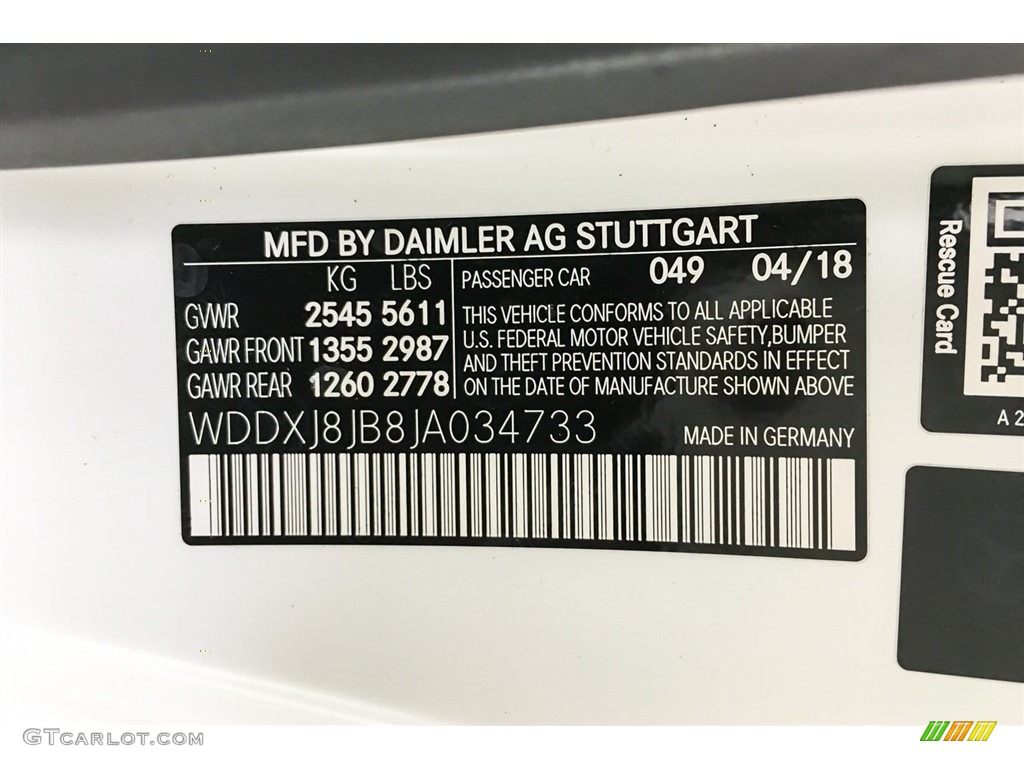 MFD BY DAIMLER AG STUTTGART
KG LBS
GVWR 2545 5611
GAWR FRONT 1355 2987
GAWR REAR 1260 2778
PASSENGER CAR 049 04/18
THIS VEHICLE CONFORMS TO ALL APPLICABLE
U.S. FEDERAL MOTOR VEHICLE SAFETY,BUMPER
AND THEFT PREVENTION STANDARDS IN EFFECT
ON THE DATE OF MANUFACTURE SHOWN ABOVE
WDDXJ8JB8JA034733
MADE IN GERMANY
Rescue Card
A 2
GTCARLOT.COM